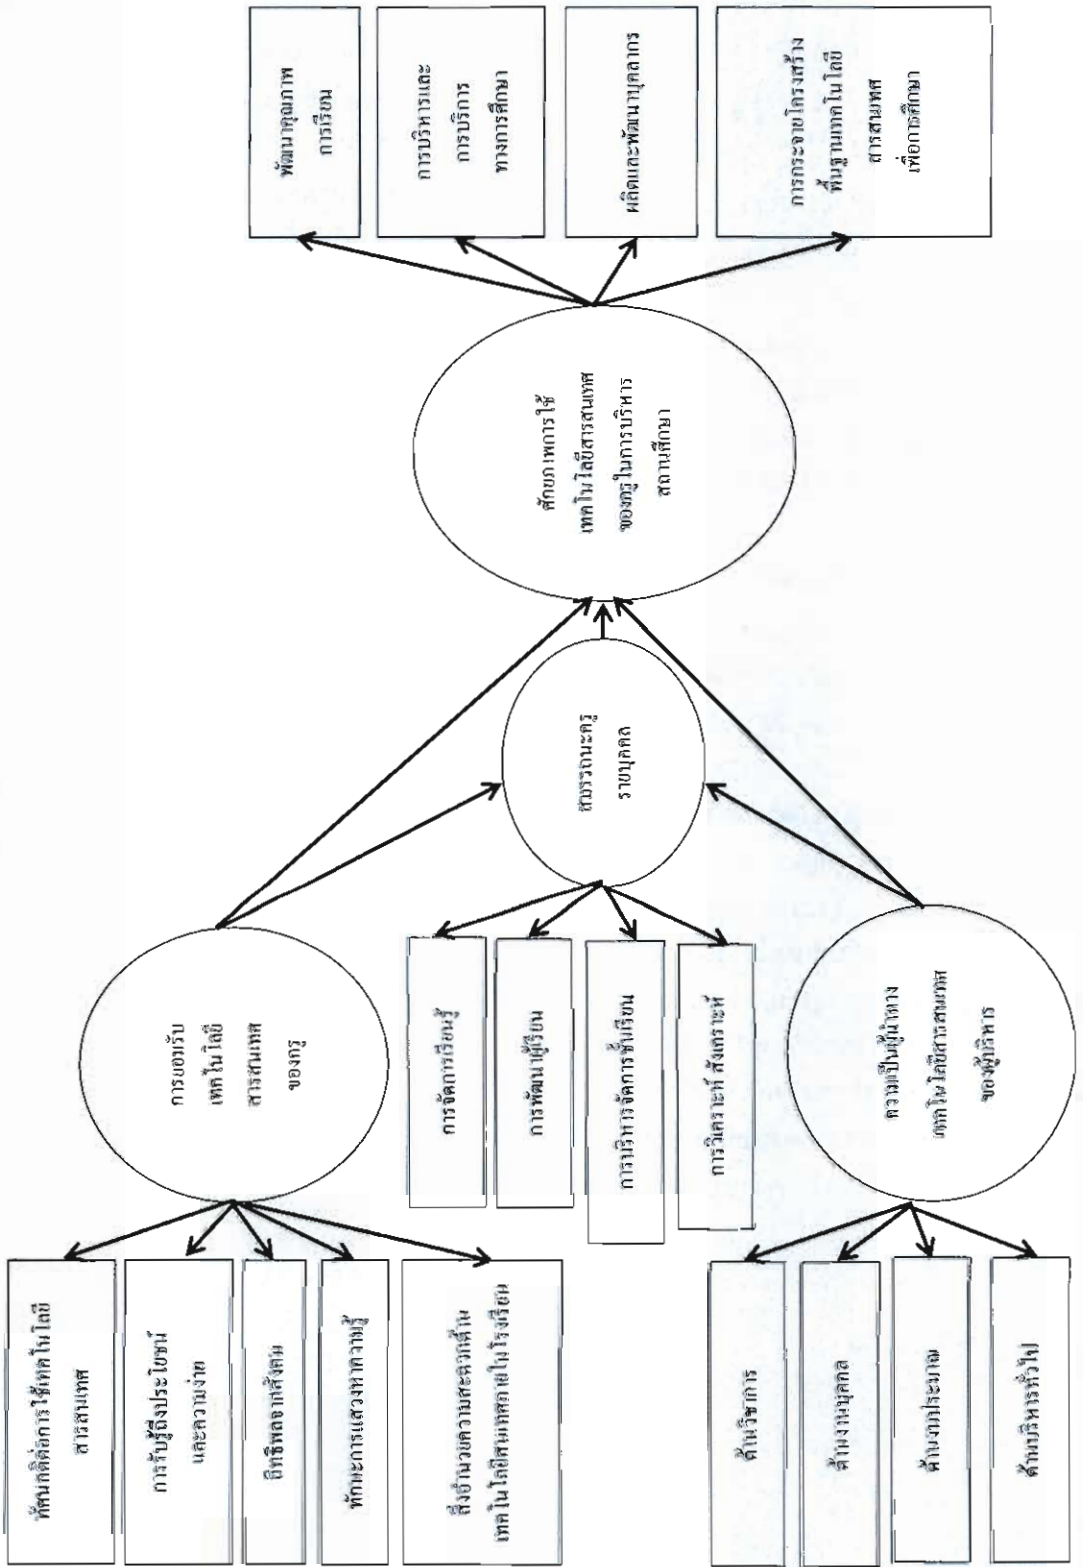 ทัศนคติต่อการใช้เทคโนโลยี
สารสนเทศ
การรับรู้ถึงประโยชน์
และความง่าย
อิทธิพลจากสังคม
ทักษะการแสวงหาความรู้
สิ่งอำนวยความสะดวกด้าน
เทคโนโลยีสนเทศภายในโรงเรียน
การยอมรับ
เทคโนโลยี
สารสนเทศ
ของครู
การจัดการเรียนรู้
การพัฒนาผู้เรียน
การบริหารจัดการชั้นเรียน
การวิเคราะห์ สังเคราะห์
สมรรถนะครู
รายบุคคล
ด้านวิชาการ
ด้านงานบุคคล
ด้านงบประมาณ
ด้านบริหารทั่วไป
ความเป็นผู้นำทาง
เทคโนโลยีสารสนเทศ
ของผู้บริหาร
ศักยภาพการใช้
เทคโนโลยีสารสนเทศ
ของครูในการบริหาร
สถานศึกษา
พัฒนาคุณภาพ
การเรียน
การบริหารและ
การบริการ
ทางการศึกษา
ผลิตและพัฒนาบุคลากร
การกระจายโครงสร้าง
พื้นฐานเทคโนโลยี
สารสนเทศ
เพื่อการศึกษา